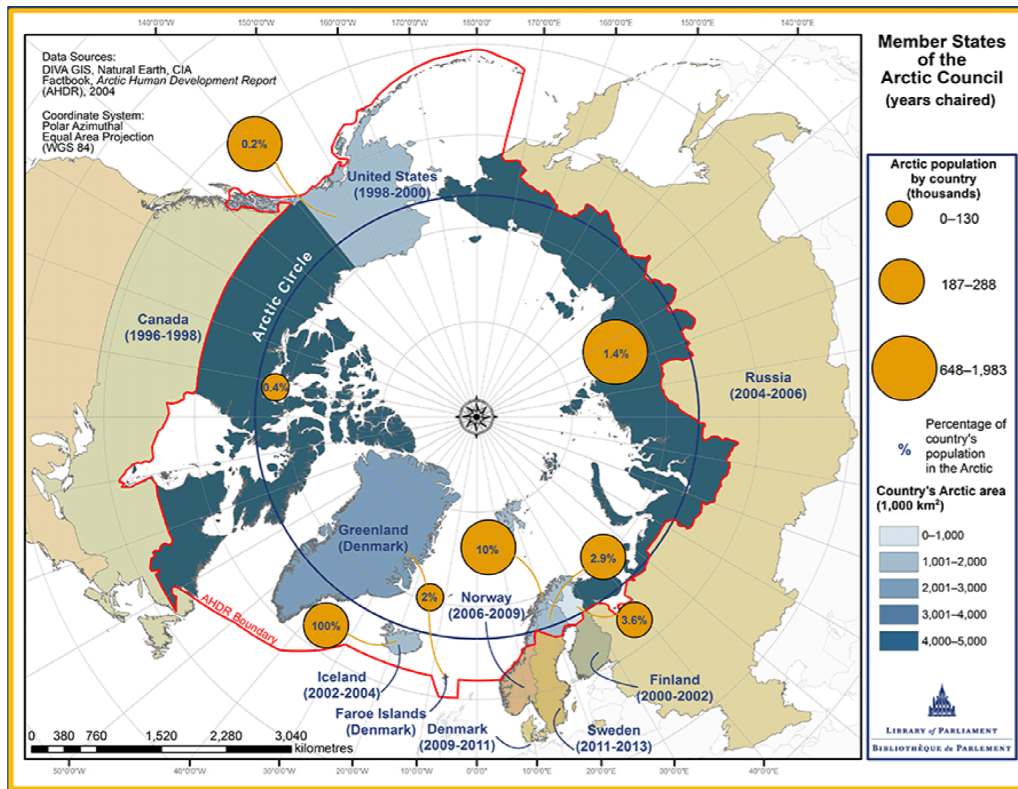 140°0'0"W
150°0'0"W
160°0'0"W
170°0'0"W
180°0'0"
170°0'0"E
160°0'0"E
150°0'0"E
140°0'0"E
Data Sources:
DIVA GIS, Natural Earth, CIA
Factbook, Arctic Human Development Report
(AHDR), 2004
Coordinate System:
Polar Azimuthal
Equal Area Projection
(WGS 84)
0.2%
United States
(1998-2000)
Arctic Circle
Canada
(1996-1998)
0.4%
1.4%
Russia
(2004-2006)
Greenland
(Denmark)
10%
2.9%
2%
Norway
(2006-2009)
3.6%
AHDR Boundary
100%
Iceland
(2002-2004)
Faroe Islands
(Denmark)
Denmark
(2009-2011)
Sweden
(2011-2013)
Finland
(2000-2002)
0 380 760 1,520 2,280 3,040
kilometres
50°0'0"W
40°0'0"W
30°0'0"W
20°0'0"W
10°0'0"W
0°0'0"
10°0'0"E
20°0'0"E
30°0'0"E
40°0'0"E
Member States
of the
Arctic Council
(years chaired)
Arctic population
by country
(thousands)
0–130
187–288
648–1,983
% Percentage of
country's
population
in the Arctic
Country's Arctic area
(1,000 km²)
0–1,000
1,001–2,000
2,001–3,000
3,001–4,000
4,000–5,000
LIBRARY of PARLIAMENT
BIBLIOTHÈQUE du PARLEMENT